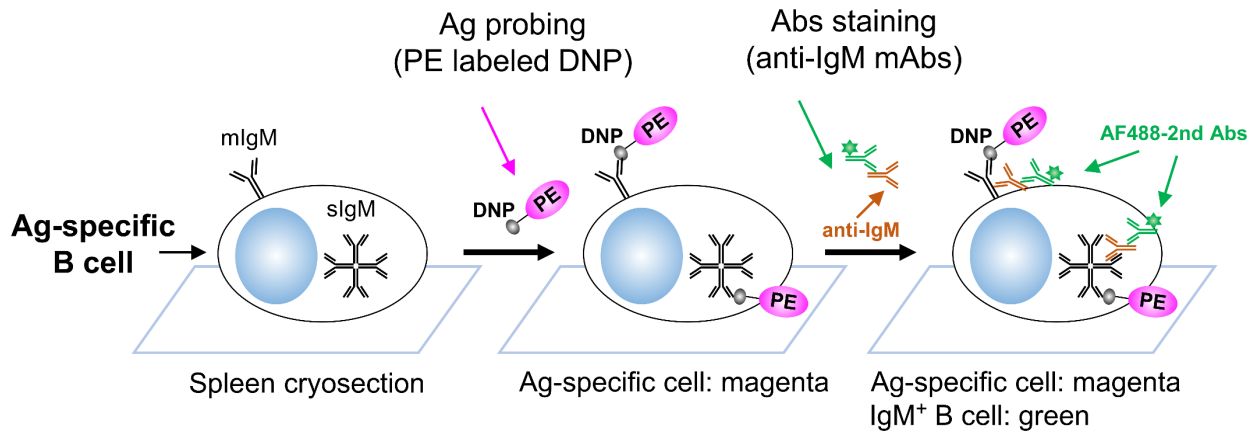 Ag probing
(PE labeled DNP)
Abs staining
(anti-IgM mAbs)
mIgM
sIgM
Ag-specific
B cell
DNP
PE
DNP
PE
PE
anti-IgM
DNP
PE
AF488-2nd Abs
PE
Spleen cryosection
Ag-specific cell: magenta
Ag-specific cell: magenta
IgM⁺ B cell: green